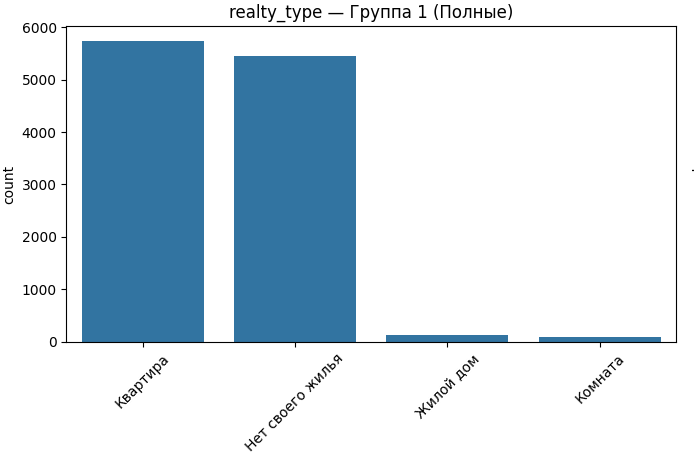 realty_type — Группа 1 (Полные)
6000
5000
4000
3000
2000
1000
0
count
Квартира
Нет своего жилья
Жилой дом
Комната